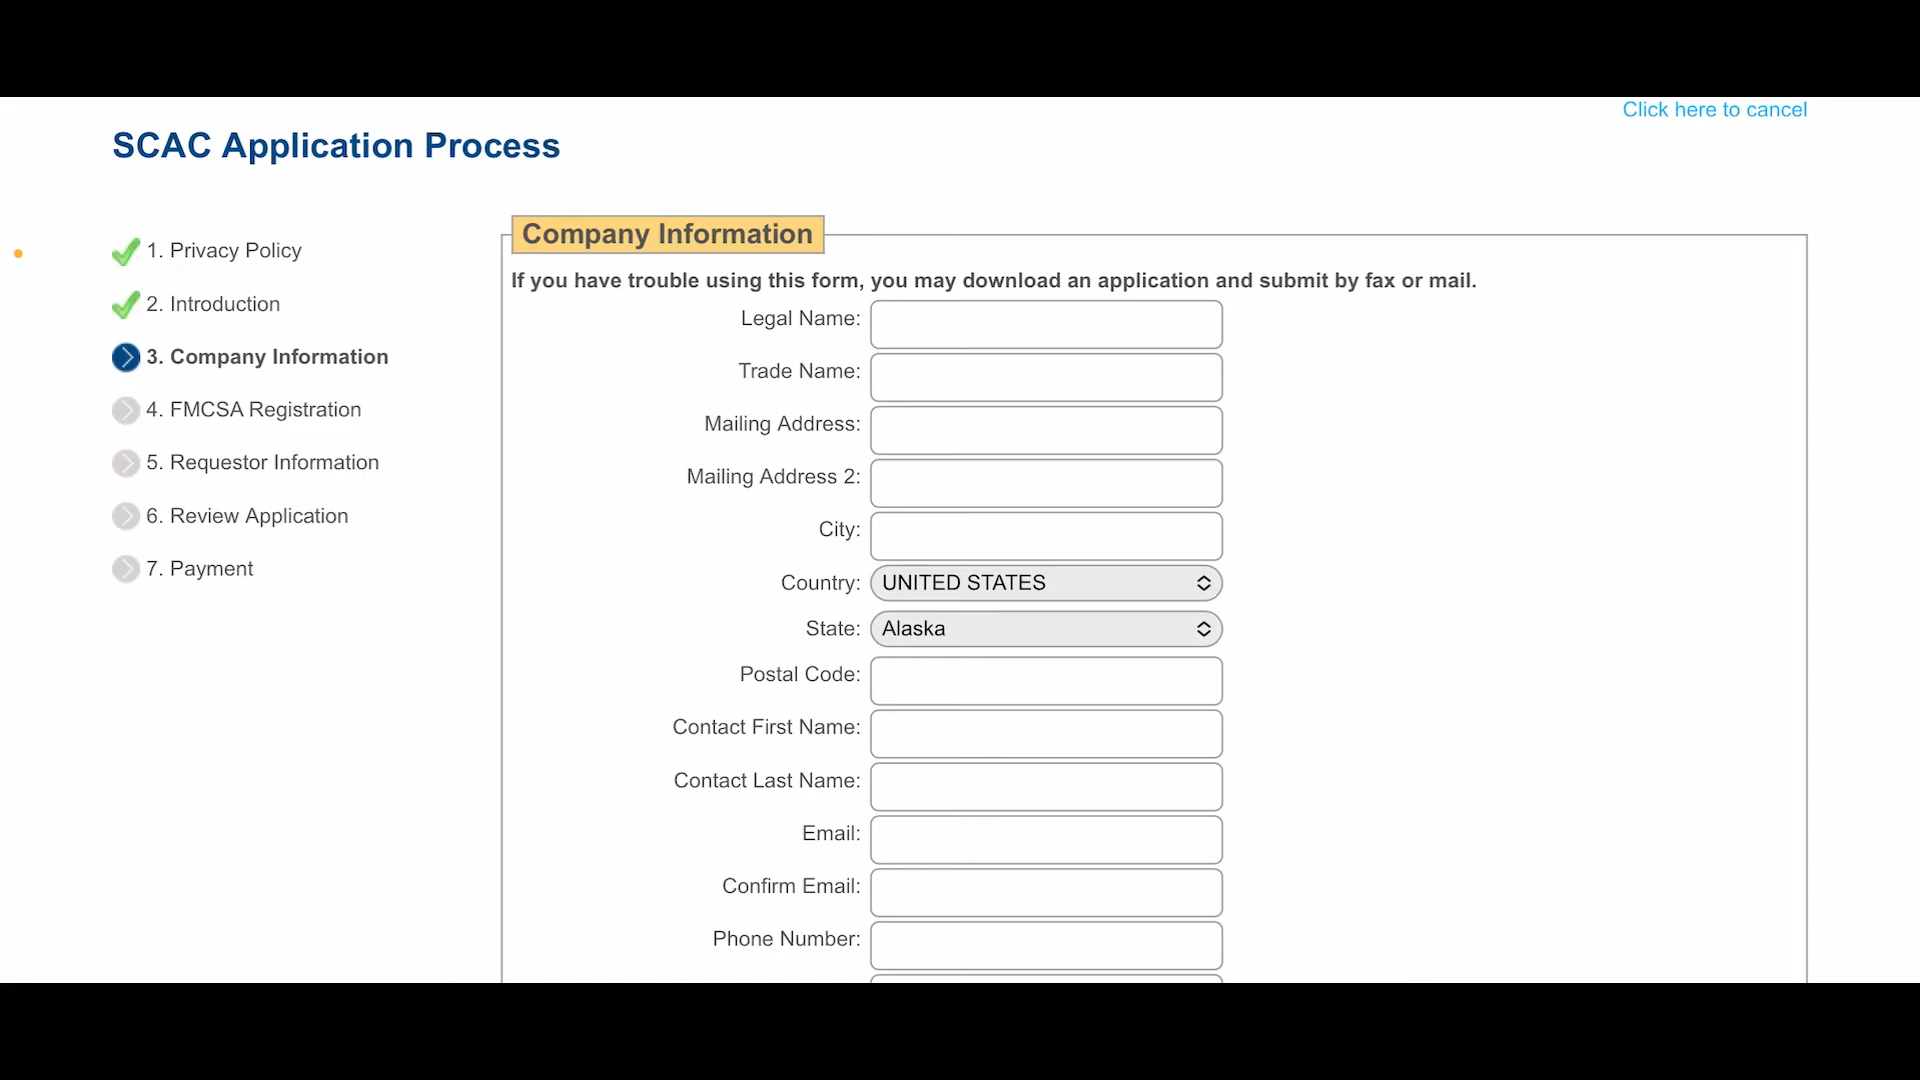 Click here to cancel
SCAC Application Process
1. Privacy Policy
2. Introduction
3. Company Information
4. FMCSA Registration
5. Requestor Information
6. Review Application
7. Payment
Company Information
If you have trouble using this form, you may download an application and submit by fax or mail.
Legal Name:
Trade Name:
Mailing Address:
Mailing Address 2:
City:
Country: UNITED STATES
State: Alaska
Postal Code:
Contact First Name:
Contact Last Name:
Email:
Confirm Email:
Phone Number: